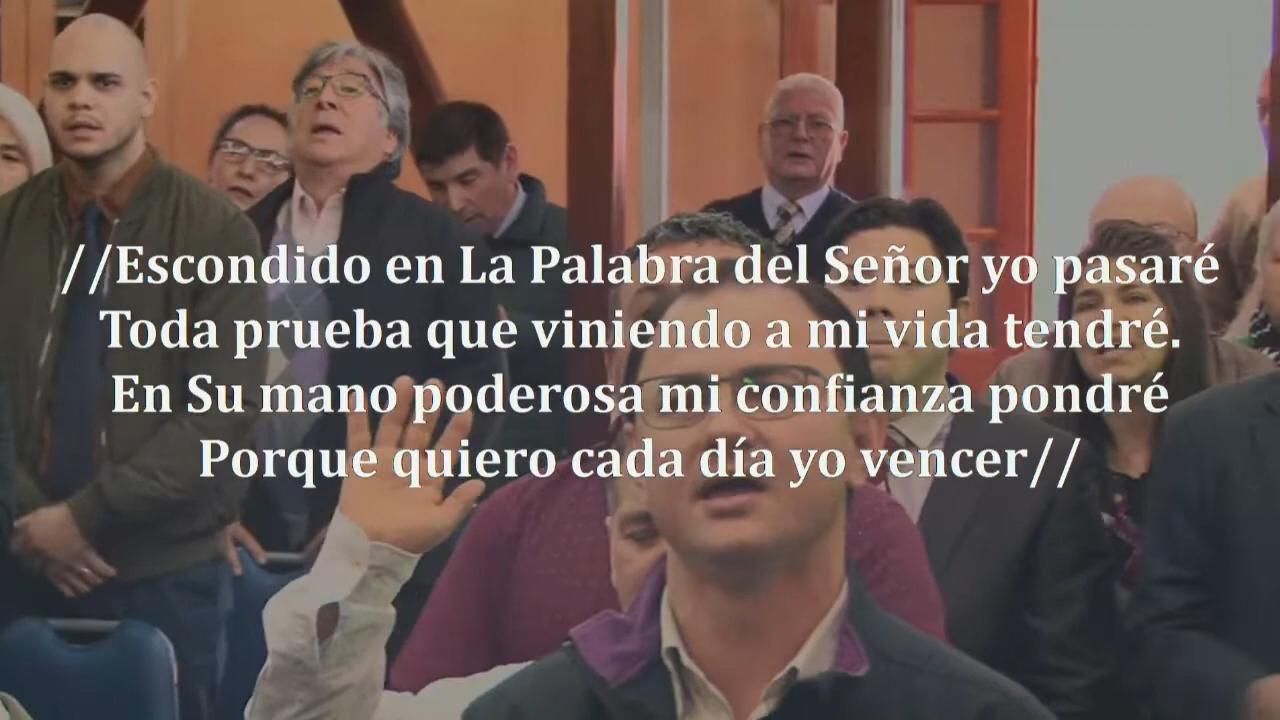 //Escondido en La Palabra del Señor yo pasaré
Toda prueba que viniendo a mi vida tendré.
En Su mano poderosa mi confianza pondré
Porque quiero cada día yo vencer//